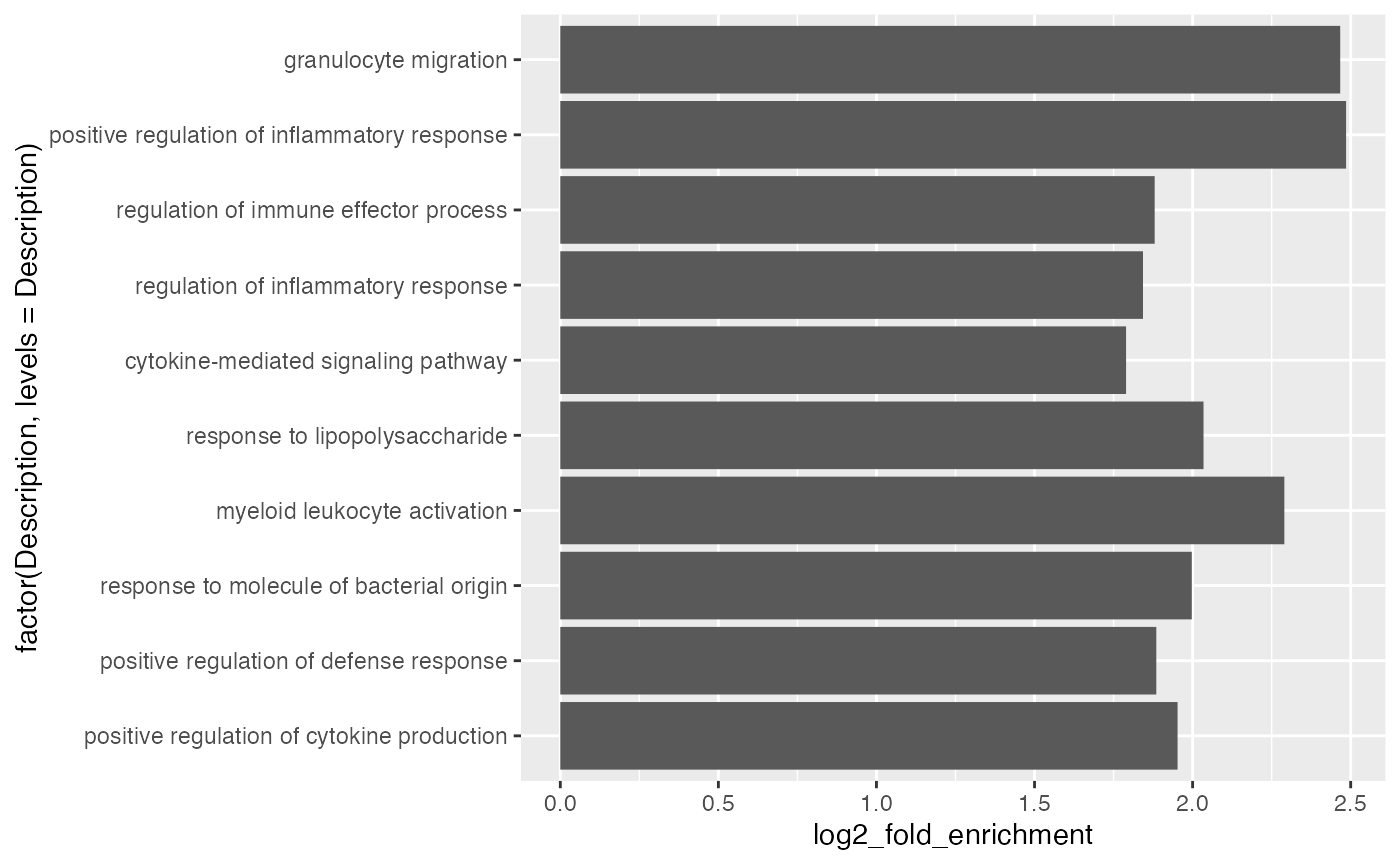 granulocyte migration
positive regulation of inflammatory response
regulation of immune effector process
regulation of inflammatory response
cytokine-mediated signaling pathway
response to lipopolysaccharide
myeloid leukocyte activation
response to molecule of bacterial origin
positive regulation of defense response
positive regulation of cytokine production
factor(Description, levels = Description)
0.0 0.5 1.0 1.5 2.0 2.5
log2_fold_enrichment